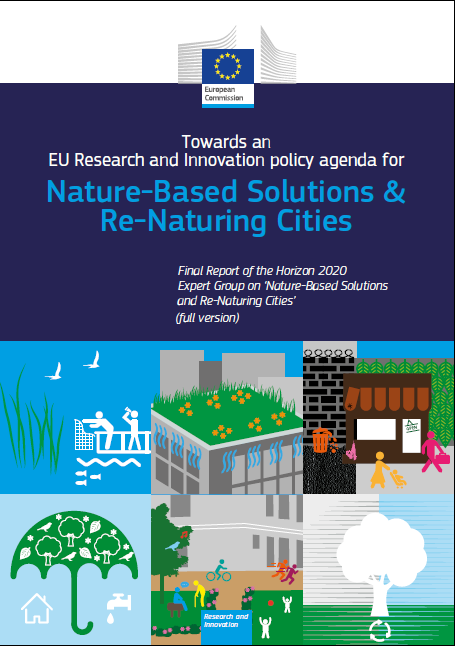 European
Commission
Towards an
EU Research and Innovation policy agenda for
Nature-Based Solutions &
Re-Naturing Cities
Final Report of the Horizon 2020
Expert Group on 'Nature-Based Solutions
and Re-Naturing Cities'
(full version)
OPEN
Research and
Innovation